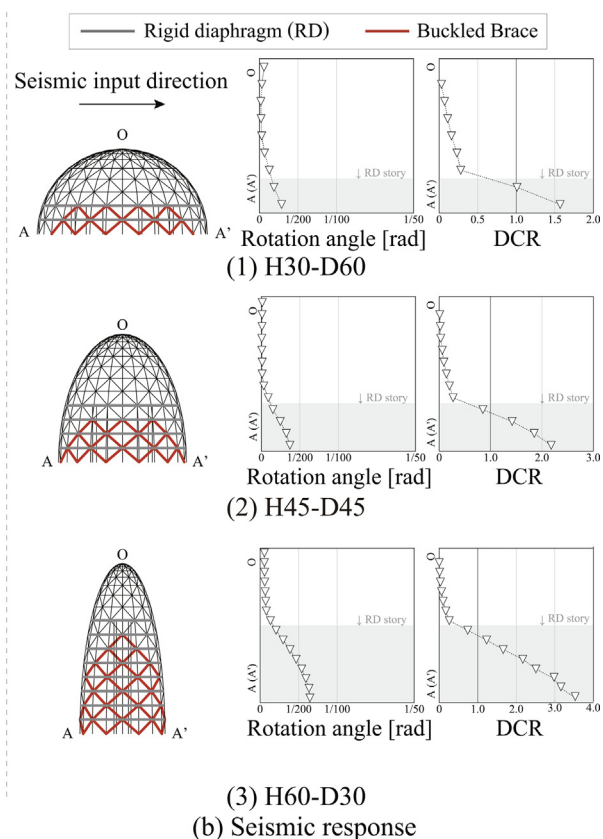 Rigid diaphragm (RD) Buckled Brace
Seismic input direction
O
A A'
O
A (A')
↓ RD story
0 1/200 1/100 1/50
Rotation angle [rad]
O
A (A')
↓ RD story
0 0.5 1.0 1.5 2.0
DCR
(1) H30-D60
O
A A'
O
A (A')
↓ RD story
0 1/200 1/100 1/50
Rotation angle [rad]
O
A (A')
↓ RD story
0 1.0 2.0 3.0
DCR
(2) H45-D45
O
A A'
O
A (A')
↓ RD story
0 1/200 1/100 1/50
Rotation angle [rad]
O
A (A')
↓ RD story
0 1.0 2.0 3.0 4.0
DCR
(3) H60-D30
(b) Seismic response